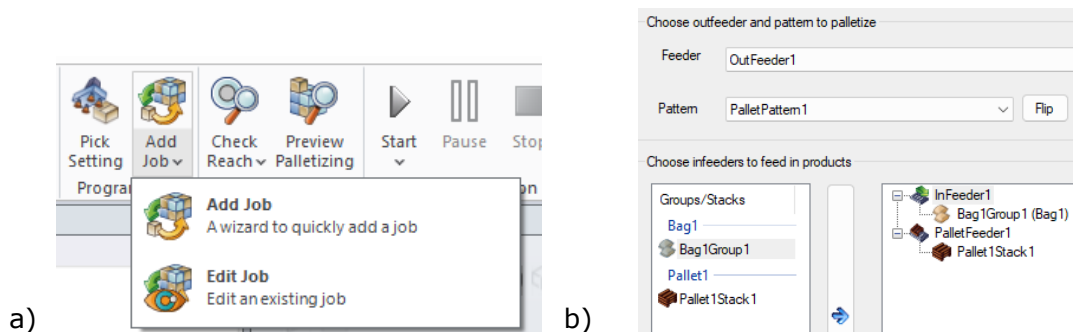 Pick Setting
Add Job
Check Reach
Preview Palletizing
Start
Pause
Add Job
A wizard to quickly add a job
Edit Job
Edit an existing job
a)
Choose outfeeder and pattern to palletize
Feeder
OutFeeder1
Pattern
PalletPattern1
Flip
Choose infeeders to feed in products
Groups/Stacks
Bag1
Bag1Group1
Pallet1
Pallet1Stack1
InFeeder1
Bag1Group1 (Bag1)
PalletFeeder1
Pallet1Stack1
b)